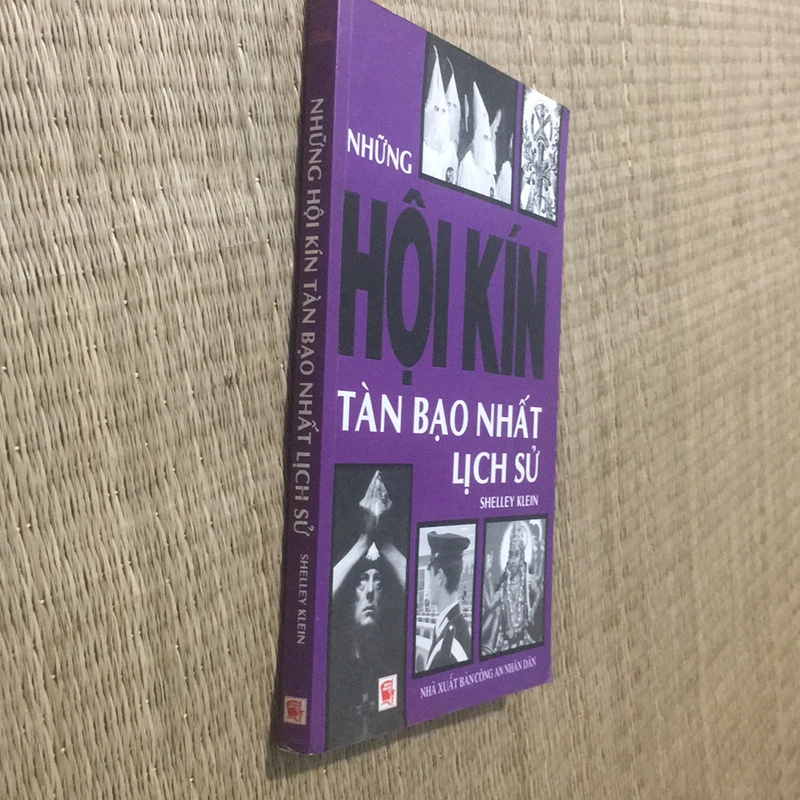 NHỮNG HỘI KÍN TÀN BẠO NHẤT LỊCH SỬ
SHELLEY KLEIN
NHỮNG
HỘI KÍN
TÀN BẠO NHẤT
LỊCH SỬ
SHELLEY KLEIN
NHÀ XUẤT BẢN CÔNG AN NHÂN DÂN